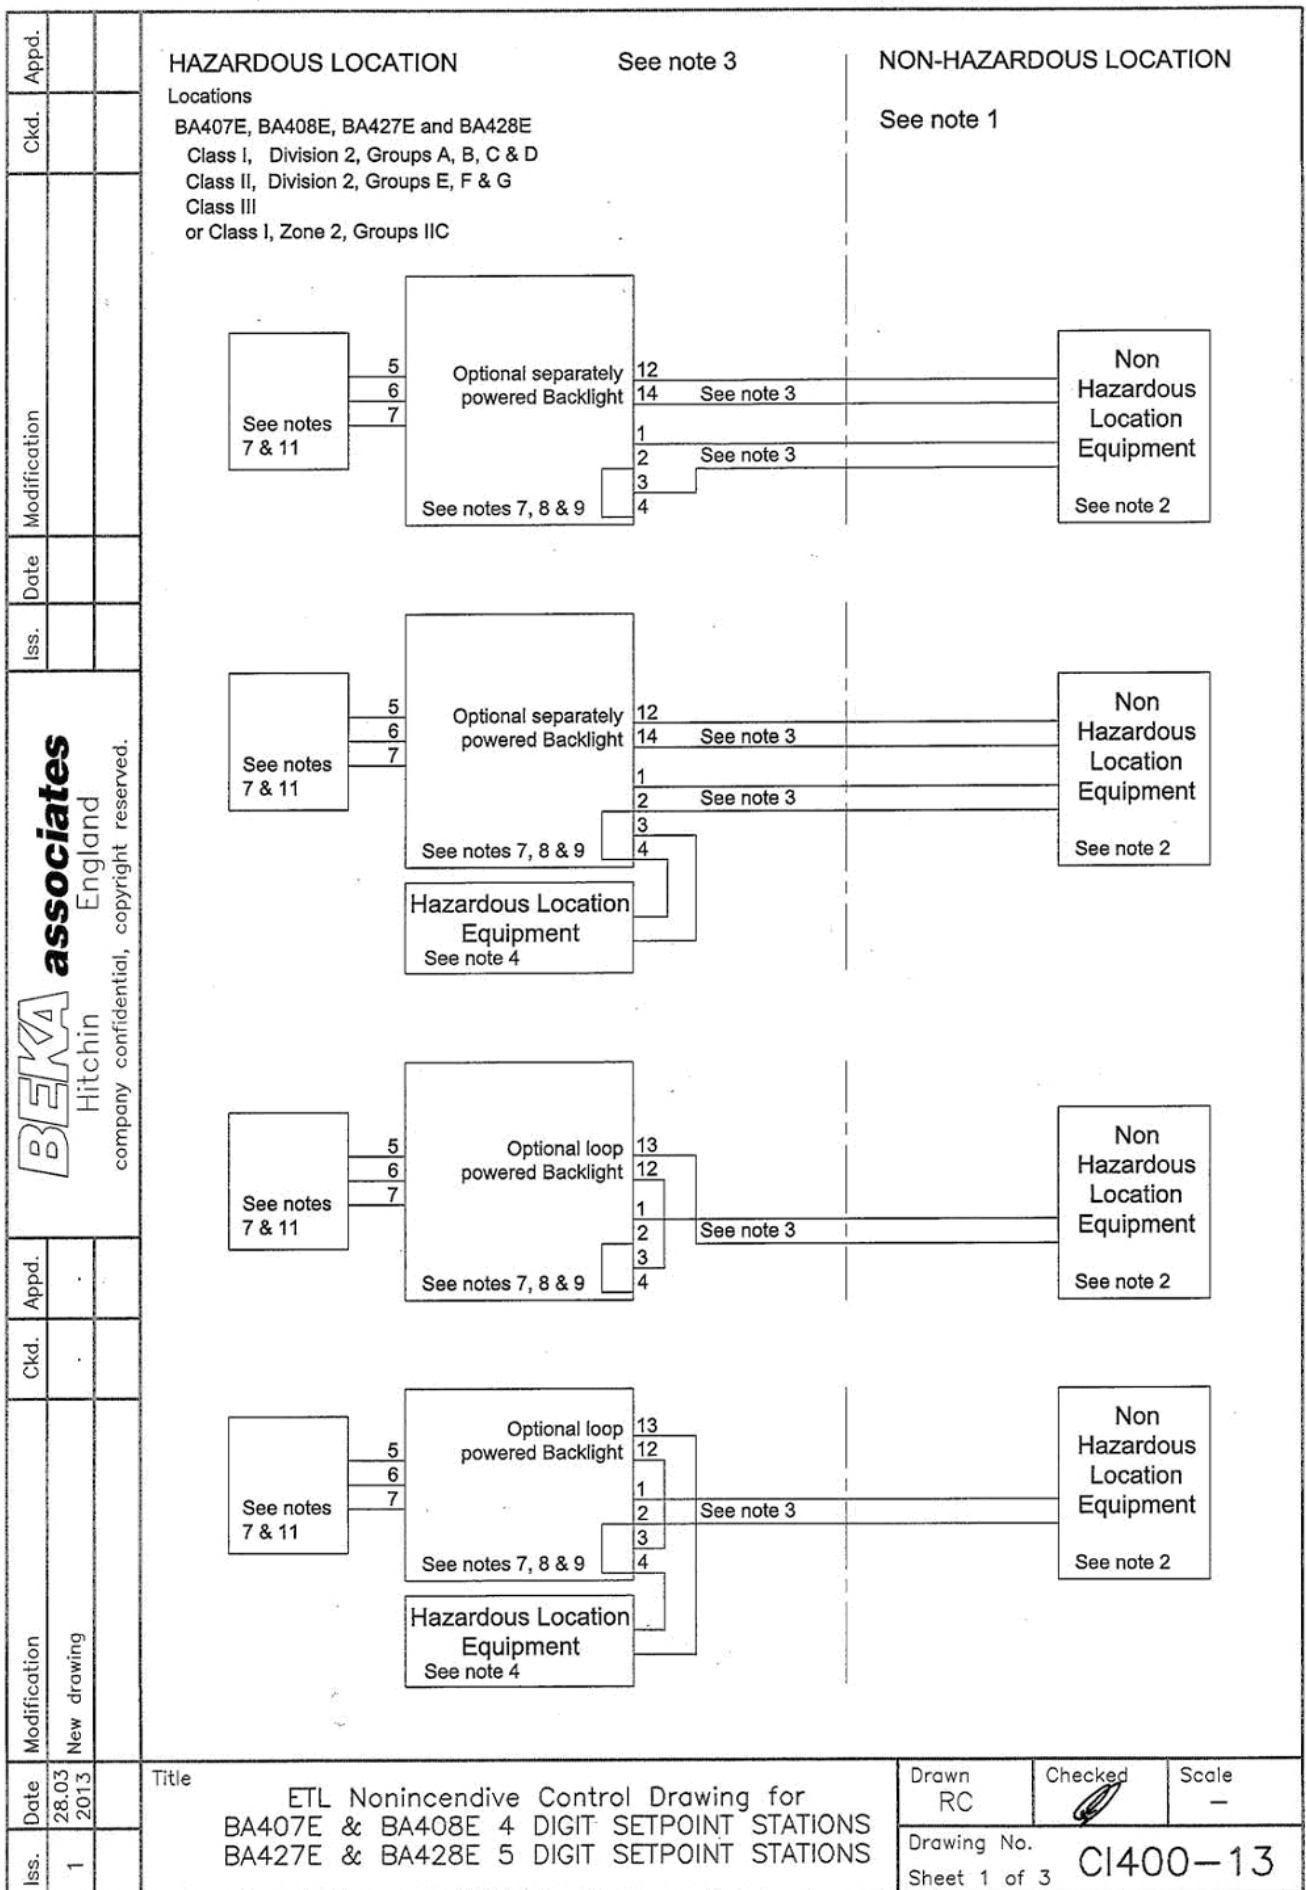 HAZARDOUS LOCATION
See note 3
NON-HAZARDOUS LOCATION
Locations
See note 1
BA407E, BA408E, BA427E and BA428E
Class I, Division 2, Groups A, B, C & D
Class II, Division 2, Groups E, F & G
Class III
or Class I, Zone 2, Groups IIC
See notes
7 & 11
5
6
7
Optional separately
powered Backlight
See notes 7, 8 & 9
12
14
1
2
3
4
See note 3
See note 3
Non
Hazardous
Location
Equipment
See note 2
See notes
7 & 11
5
6
7
Optional separately
powered Backlight
See notes 7, 8 & 9
12
14
1
2
3
4
See note 3
See note 3
Hazardous Location
Equipment
See note 4
Non
Hazardous
Location
Equipment
See note 2
See notes
7 & 11
5
6
7
Optional loop
powered Backlight
See notes 7, 8 & 9
13
12
1
2
3
4
See note 3
Non
Hazardous
Location
Equipment
See note 2
See notes
7 & 11
5
6
7
Optional loop
powered Backlight
See notes 7, 8 & 9
13
12
1
2
3
4
See note 3
Hazardous Location
Equipment
See note 4
Non
Hazardous
Location
Equipment
See note 2
Iss. Date Modification Ckd. Appd.
BEKA associates
Hitchin England
company confidential, copyright reserved.
Iss. Date Modification Ckd. Appd.
1 28.03 2013 New drawing
Title
ETL Nonincendive Control Drawing for
BA407E & BA408E 4 DIGIT SETPOINT STATIONS
BA427E & BA428E 5 DIGIT SETPOINT STATIONS
Drawn
RC
Checked
Scale
–
Drawing No.
Sheet 1 of 3
CI400–13